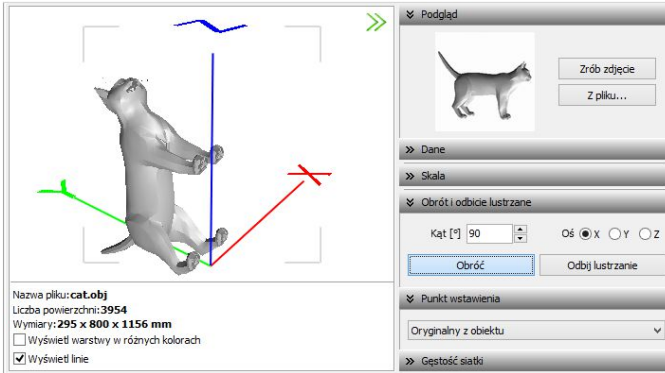 Z
Y
X
Nazwa pliku:cat.obj
Liczba powierzchni:3954
Wymiary:295 x 800 x 1156 mm
Wyświetl warstwy w różnych kolorach
Wyświetl linie
Podgląd
Zrób zdjęcie
Z pliku...
Dane
Skala
Obrót i odbicie lustrzane
Kąt [°] 90 Oś X Y Z
Obróć Odbij lustrzanie
Punkt wstawienia
Oryginalny z obiektu
Gęstość siatki